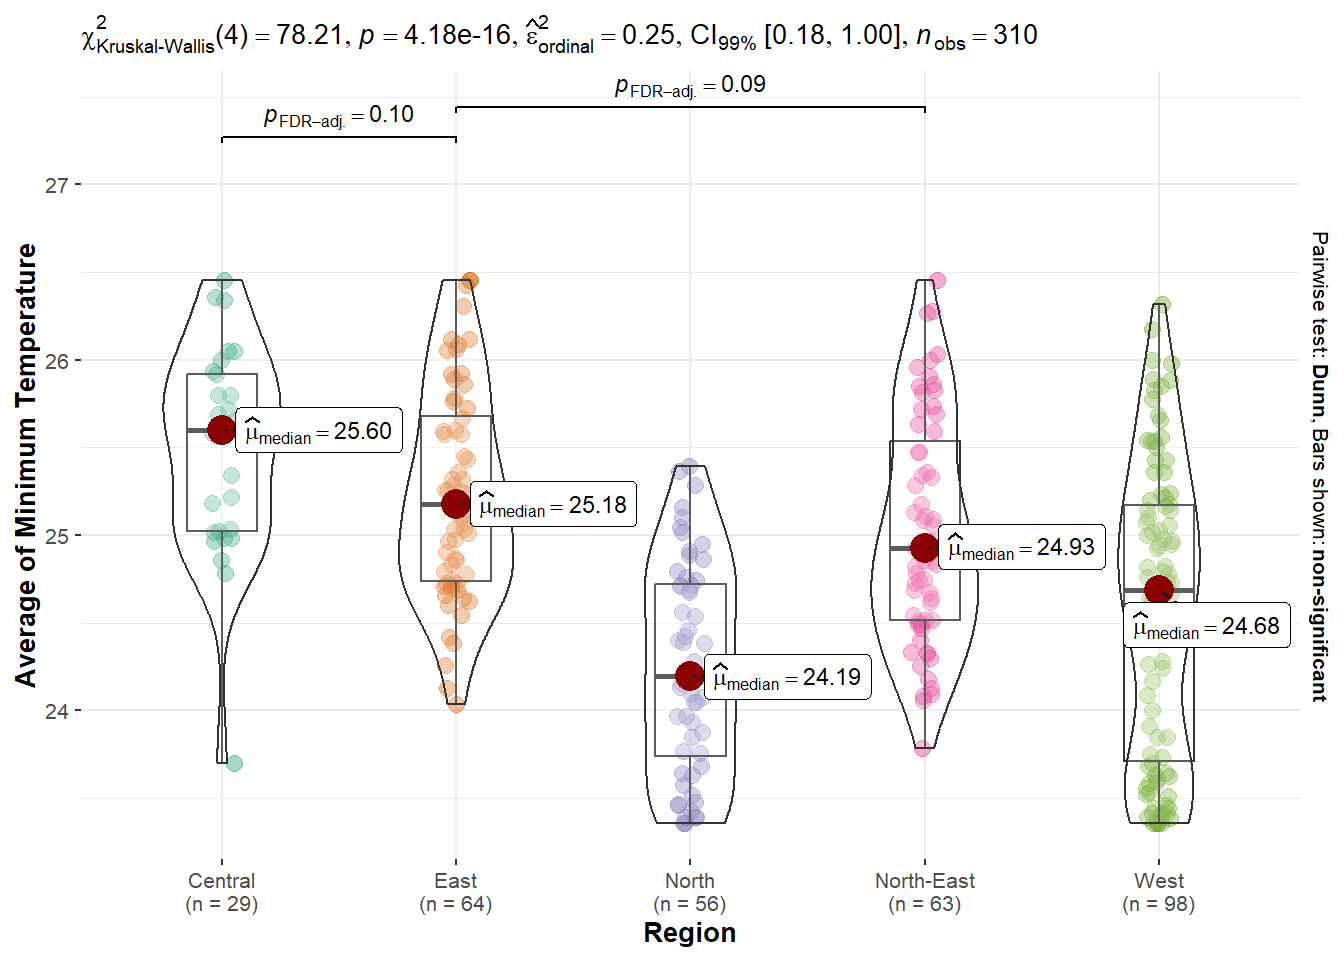 χ²Kruskal-Wallis(4) = 78.21, p = 4.18e-16, ε̂²ordinal = 0.25, CI99% [0.18, 1.00], nobs = 310
pFDR–adj. = 0.09
pFDR–adj. = 0.10
27
26
25
24
Average of Minimum Temperature
μ̂median = 25.60
μ̂median = 25.18
μ̂median = 24.19
μ̂median = 24.93
μ̂median = 24.68
Pairwise test: Dunn, Bars shown: non-significant
Central East North North-East West
(n = 29) (n = 64) (n = 56) (n = 63) (n = 98)
Region